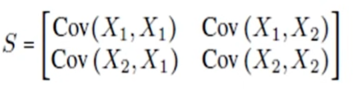 S = [Cov(X₁,X₁) Cov(X₁,X₂)
Cov(X₂,X₁) Cov(X₂,X₂)]